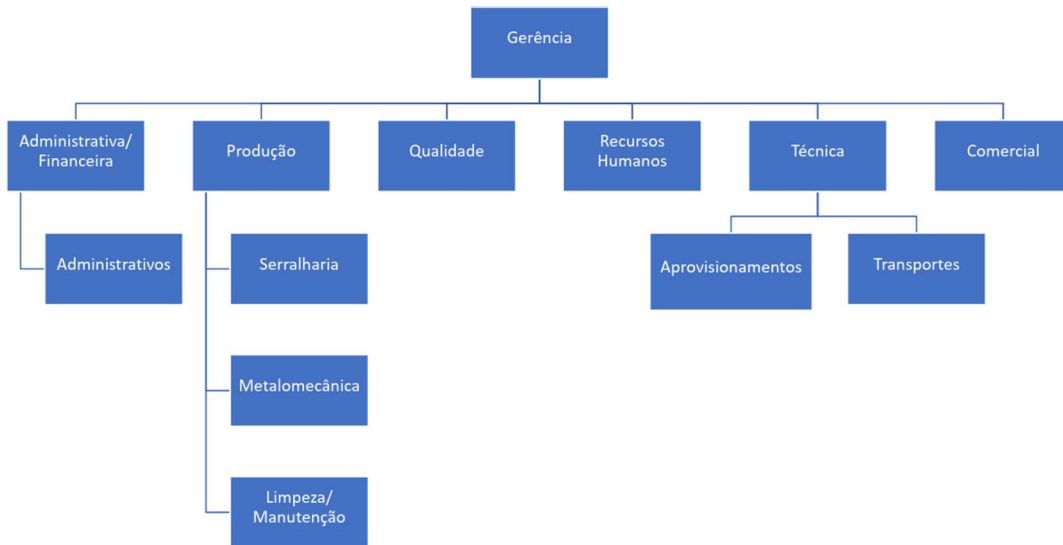 Gerência
Administrativa/
Financeira
Produção
Qualidade
Recursos
Humanos
Técnica
Comercial
Administrativos
Serralharia
Aprovisionamentos
Transportes
Metalomecânica
Limpeza/
Manutenção